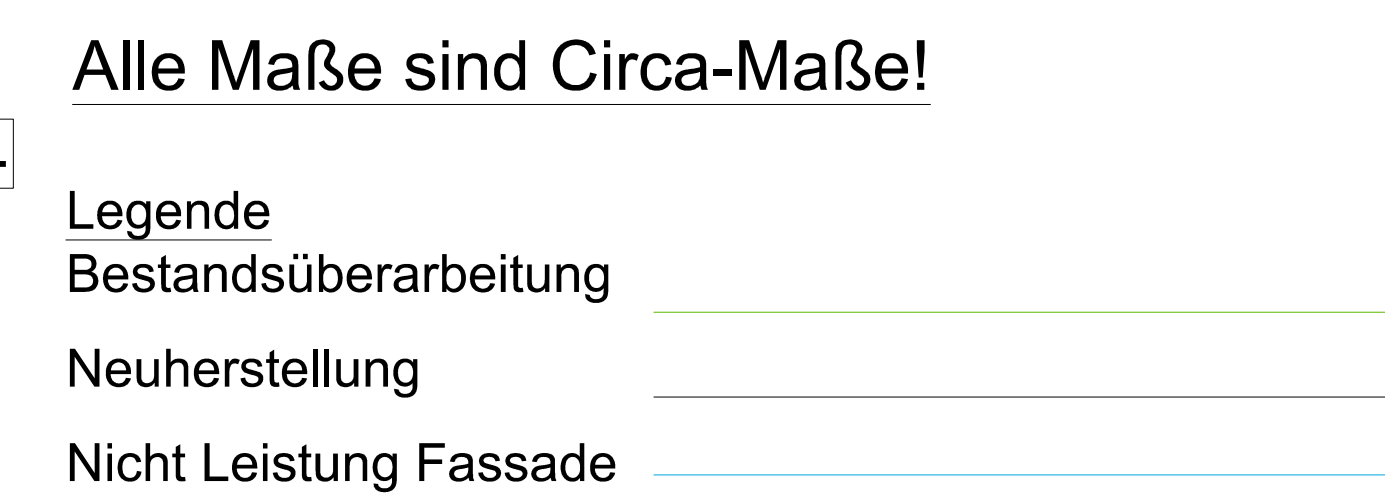 Alle Maße sind Circa-Maße!
Legende
Bestandsüberarbeitung
Neuherstellung
Nicht Leistung Fassade